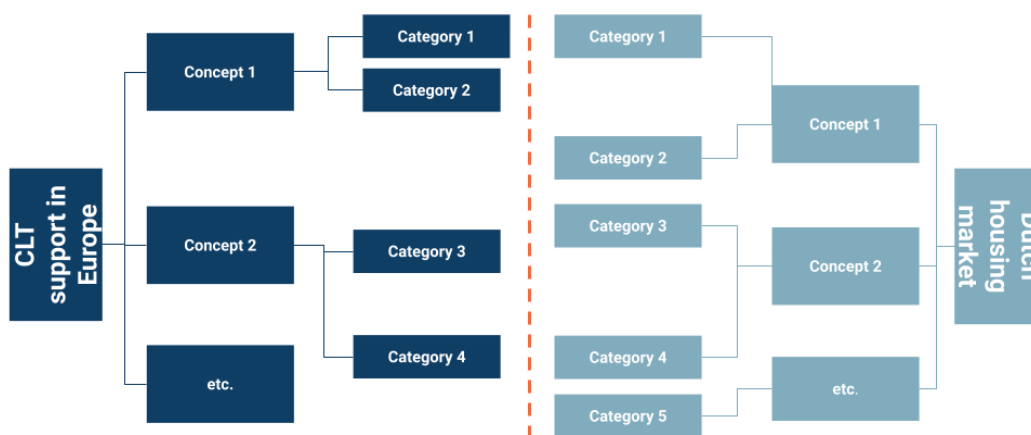 CLT
support in
Europe
Concept 1
Category 1
Category 2
Concept 2
Category 3
Category 4
etc.
Category 1
Category 2
Concept 1
Category 3
Category 4
Concept 2
Category 5
etc.
Dutch
housing
market